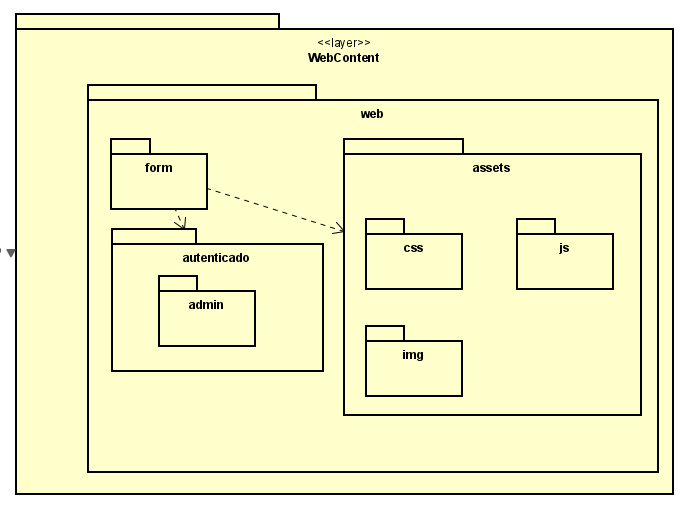 <<layer>>
WebContent
web
form
assets
css
js
autenticado
admin
img